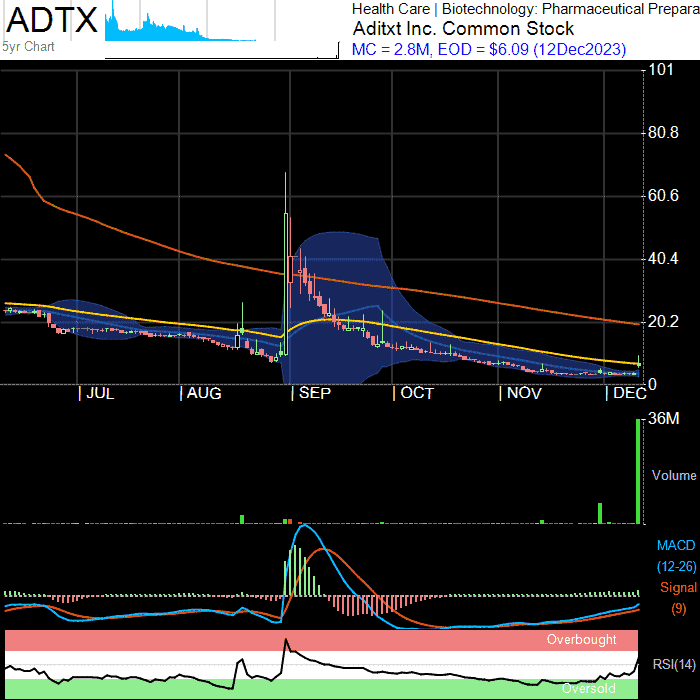 ADTX
5yr Chart
Health Care | Biotechnology: Pharmaceutical Prepara
Aditxt Inc. Common Stock
MC = 2.8M, EOD = $6.09 (12Dec2023)
101
80.8
60.6
40.4
20.2
0
JUL AUG SEP OCT NOV DEC
36M
Volume
MACD
(12-26)
Signal
(9)
Overbought
RSI(14)
Oversold